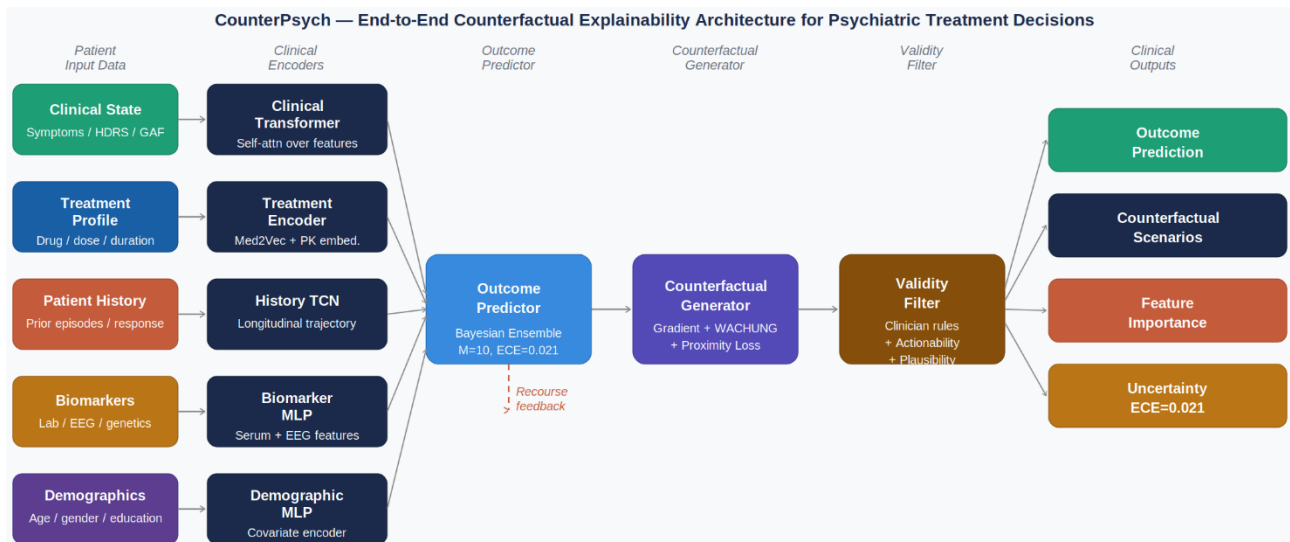 CounterPsych — End-to-End Counterfactual Explainability Architecture for Psychiatric Treatment Decisions
Patient
Input Data
Clinical
Encoders
Outcome
Predictor
Counterfactual
Generator
Validity
Filter
Clinical
Outputs
Clinical State
Symptoms / HDRS / GAF
Treatment
Profile
Drug / dose / duration
Patient History
Prior episodes / response
Biomarkers
Lab / EEG / genetics
Demographics
Age / gender / education
Clinical
Transformer
Self-attn over features
Treatment
Encoder
Med2Vec + PK embed.
History TCN
Longitudinal trajectory
Biomarker
MLP
Serum + EEG features
Demographic
MLP
Covariate encoder
Outcome
Predictor
Bayesian Ensemble
M=10, ECE=0.021
Recourse
feedback
Counterfactual
Generator
Gradient + WACHUNG
+ Proximity Loss
Validity
Filter
Clinician rules
+ Actionability
+ Plausibility
Outcome
Prediction
Counterfactual
Scenarios
Feature
Importance
Uncertainty
ECE=0.021